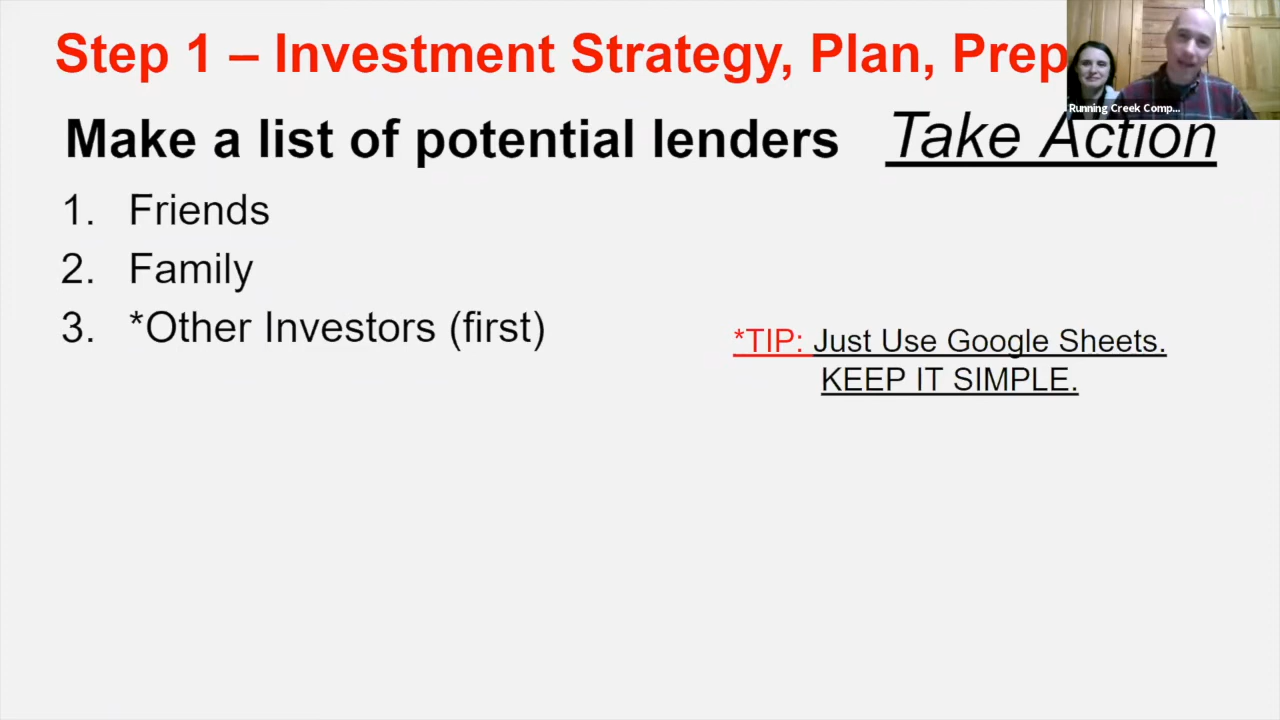 Step 1 – Investment Strategy, Plan, Prep
Running Creek Comp...
Make a list of potential lenders Take Action
1. Friends
2. Family
3. *Other Investors (first)
*TIP: Just Use Google Sheets.
KEEP IT SIMPLE.